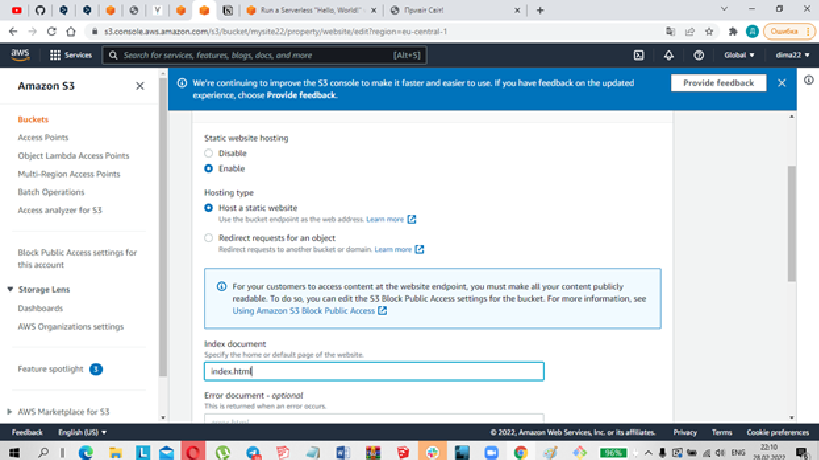 Run a Serverless "Hello, World!"
Привіт Світ!
s3.console.aws.amazon.com/s3/bucket/mysite22/property/website/edit?region=eu-central-1
Ошибка
aws
Services
Search for services, features, blogs, docs, and more
[Alt+S]
Global
dima22
Amazon S3
We're continuing to improve the S3 console to make it faster and easier to use. If you have feedback on the updated
experience, choose Provide feedback.
Provide feedback
Buckets
Access Points
Object Lambda Access Points
Multi-Region Access Points
Batch Operations
Access analyzer for S3
Block Public Access settings for
this account
Storage Lens
Dashboards
AWS Organizations settings
Feature spotlight 3
AWS Marketplace for S3
Static website hosting
Disable
Enable
Hosting type
Host a static website
Use the bucket endpoint as the web address. Learn more
Redirect requests for an object
Redirect requests to another bucket or domain. Learn more
For your customers to access content at the website endpoint, you must make all your content publicly
readable. To do so, you can edit the S3 Block Public Access settings for the bucket. For more information, see
Using Amazon S3 Block Public Access
Index document
Specify the home or default page of the website.
index.html
Error document - optional
This is returned when an error occurs.
Feedback
English (US)
© 2022, Amazon Web Services, Inc. or its affiliates.
Privacy
Terms
Cookie preferences
96%
ENG
22:10
28.02.2022